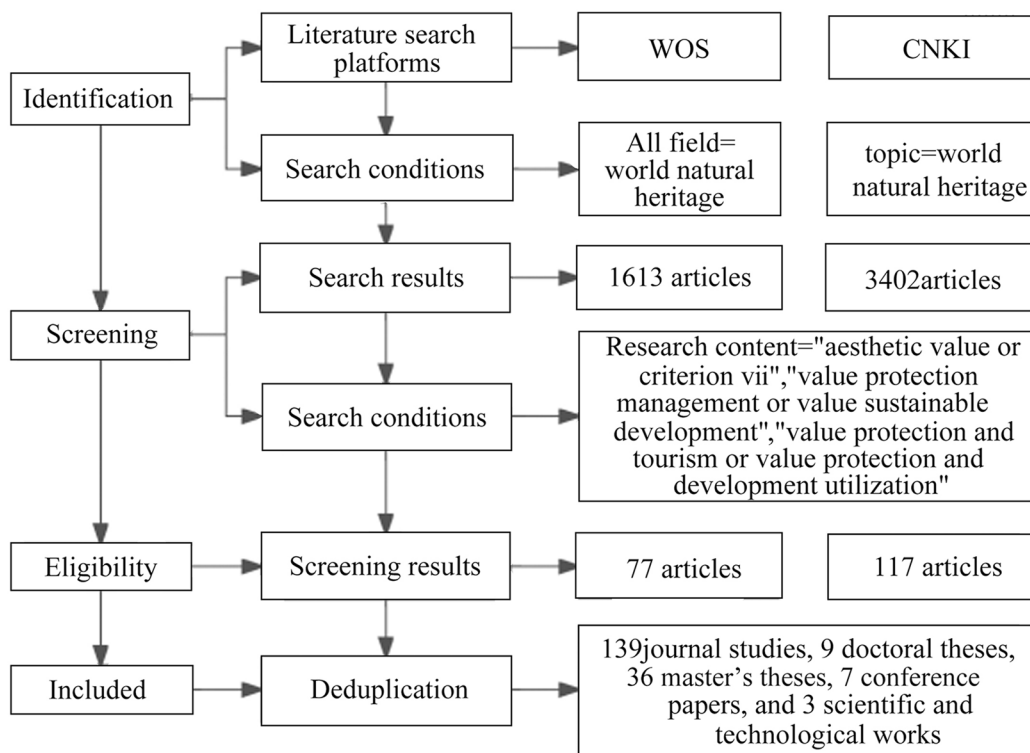 Literature search
platforms
WOS
CNKI
Identification
Search conditions
All field=
world natural
heritage
topic=world
natural heritage
Search results
1613 articles
3402articles
Screening
Search conditions
Research content="aesthetic value or
criterion vii","value protection
management or value sustainable
development","value protection and
tourism or value protection and
development utilization"
Eligibility
Screening results
77 articles
117 articles
Included
Deduplication
139journal studies, 9 doctoral theses,
36 master's theses, 7 conference
papers, and 3 scientific and
technological works